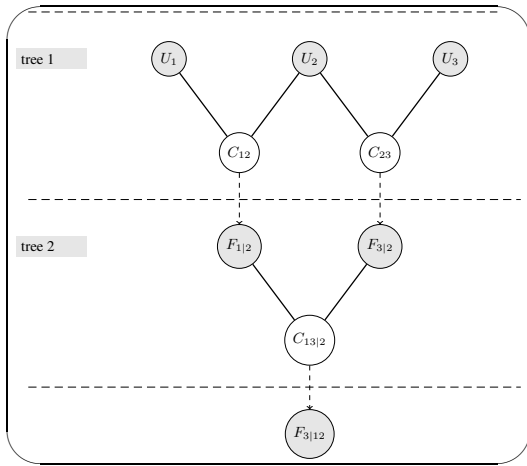 tree 1 U₁ U₂ U₃
C₁₂ C₂₃
tree 2 F₁|₂ F₃|₂
C₁₃|₂
F₃|₁₂